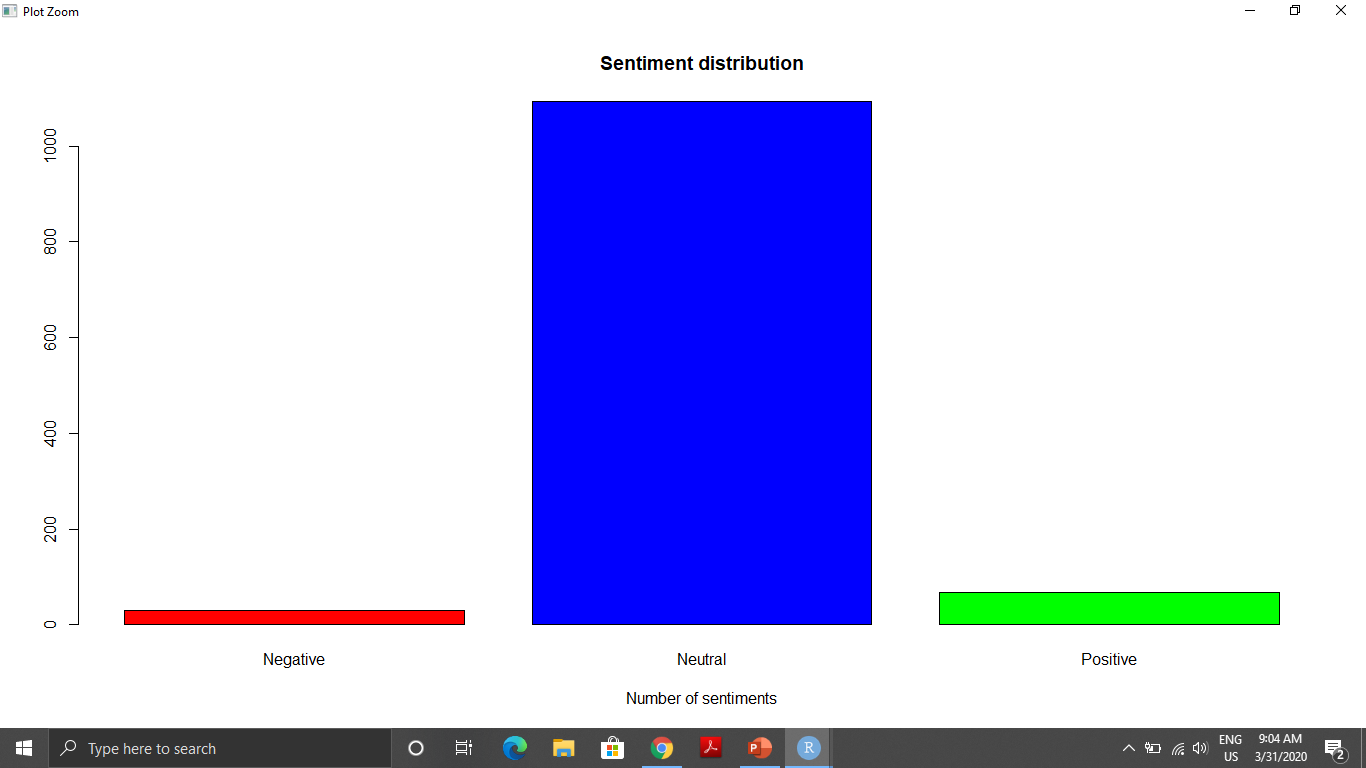 Plot Zoom
Sentiment distribution
1000
800
600
400
200
0
Negative Neutral Positive
Number of sentiments
Type here to search
R
ENG 9:04 AM
US 3/31/2020
2